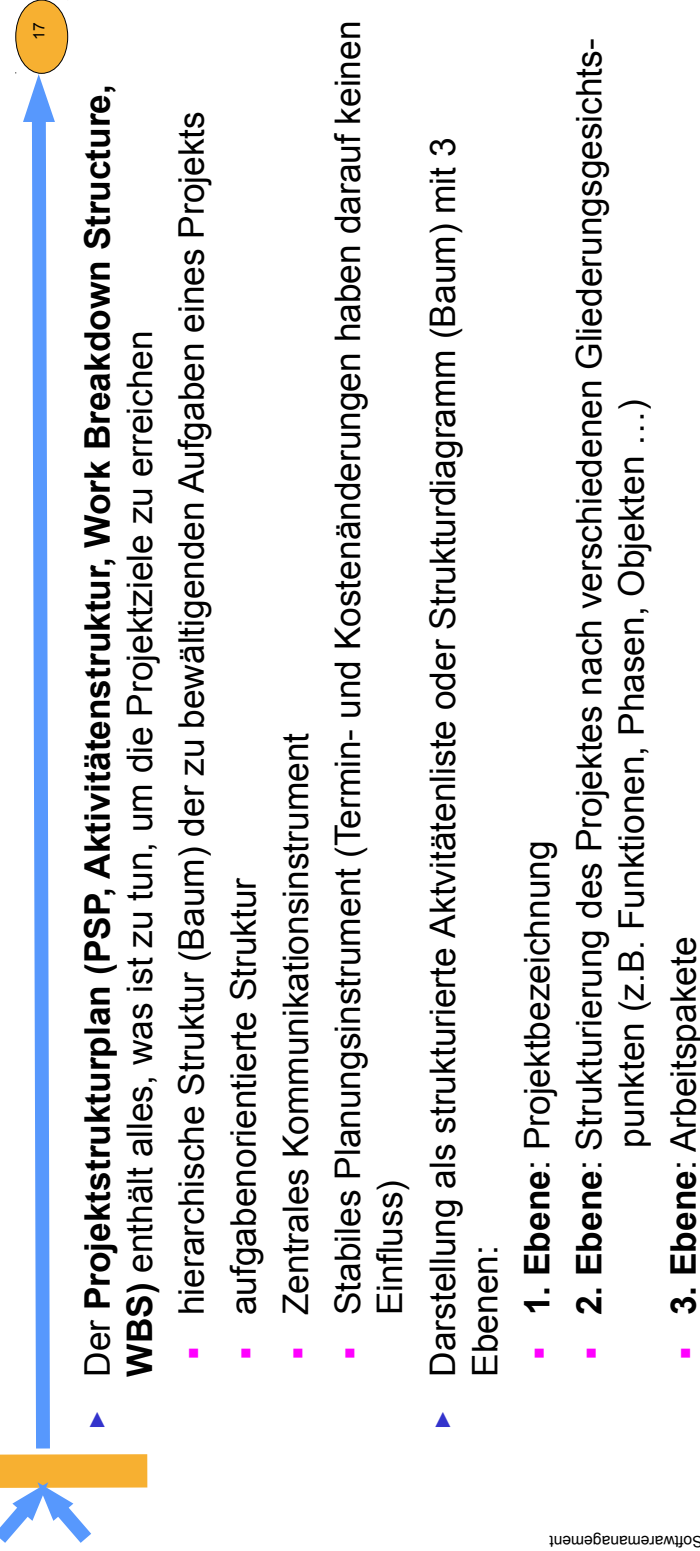 17
Der Projektstrukturplan (PSP, Aktivitätenstruktur, Work Breakdown Structure,
WBS) enthält alles, was ist zu tun, um die Projektziele zu erreichen
hierarchische Struktur (Baum) der zu bewältigenden Aufgaben eines Projekts
aufgabenorientierte Struktur
Zentrales Kommunikationsinstrument
Stabiles Planungsinstrument (Termin- und Kostenänderungen haben darauf keinen
Einfluss)
Darstellung als strukturierte Aktvitätenliste oder Strukturdiagramm (Baum) mit 3
Ebenen:
1. Ebene: Projektbezeichnung
2. Ebene: Strukturierung des Projektes nach verschiedenen Gliederungsgesichts-
punkten (z.B. Funktionen, Phasen, Objekten …)
3. Ebene: Arbeitspakete
Softwaremanagement